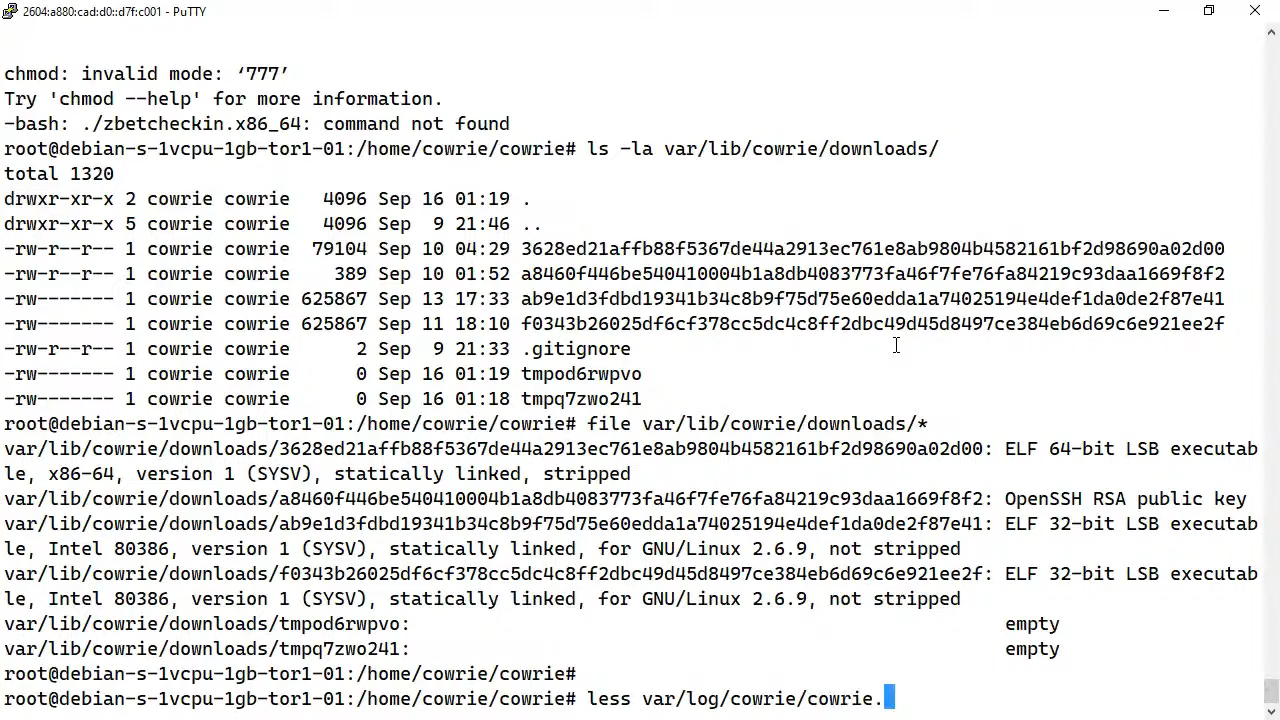 2604:a880:cad:d0::d7f:c001 - PuTTY
chmod: invalid mode: ‘777’
Try 'chmod --help' for more information.
-bash: ./zbetcheckin.x86_64: command not found
root@debian-s-1vcpu-1gb-tor1-01:/home/cowrie/cowrie# ls -la var/lib/cowrie/downloads/
total 1320
drwxr-xr-x 2 cowrie cowrie   4096 Sep 16 01:19 .
drwxr-xr-x 5 cowrie cowrie   4096 Sep  9 21:46 ..
-rw-r--r-- 1 cowrie cowrie  79104 Sep 10 04:29 3628ed21affb88f5367de44a2913ec761e8ab9804b4582161bf2d98690a02d00
-rw-r--r-- 1 cowrie cowrie    389 Sep 10 01:52 a8460f446be540410004b1a8db4083773fa46f7fe76fa84219c93daa1669f8f2
-rw------- 1 cowrie cowrie 625867 Sep 13 17:33 ab9e1d3fdbd19341b34c8b9f75d75e60edda1a74025194e4def1da0de2f87e41
-rw------- 1 cowrie cowrie 625867 Sep 11 18:10 f0343b26025df6cf378cc5dc4c8ff2dbc49d45d8497ce384eb6d69c6e921ee2f
-rw-r--r-- 1 cowrie cowrie      2 Sep  9 21:33 .gitignore
-rw------- 1 cowrie cowrie      0 Sep 16 01:19 tmpod6rwpvo
-rw------- 1 cowrie cowrie      0 Sep 16 01:18 tmpq7zwo241
root@debian-s-1vcpu-1gb-tor1-01:/home/cowrie/cowrie# file var/lib/cowrie/downloads/*
var/lib/cowrie/downloads/3628ed21affb88f5367de44a2913ec761e8ab9804b4582161bf2d98690a02d00: ELF 64-bit LSB executab
le, x86-64, version 1 (SYSV), statically linked, stripped
var/lib/cowrie/downloads/a8460f446be540410004b1a8db4083773fa46f7fe76fa84219c93daa1669f8f2: OpenSSH RSA public key
var/lib/cowrie/downloads/ab9e1d3fdbd19341b34c8b9f75d75e60edda1a74025194e4def1da0de2f87e41: ELF 32-bit LSB executab
le, Intel 80386, version 1 (SYSV), statically linked, for GNU/Linux 2.6.9, not stripped
var/lib/cowrie/downloads/f0343b26025df6cf378cc5dc4c8ff2dbc49d45d8497ce384eb6d69c6e921ee2f: ELF 32-bit LSB executab
le, Intel 80386, version 1 (SYSV), statically linked, for GNU/Linux 2.6.9, not stripped
var/lib/cowrie/downloads/tmpod6rwpvo:                                                      empty
var/lib/cowrie/downloads/tmpq7zwo241:                                                      empty
root@debian-s-1vcpu-1gb-tor1-01:/home/cowrie/cowrie#
root@debian-s-1vcpu-1gb-tor1-01:/home/cowrie/cowrie# less var/log/cowrie/cowrie.